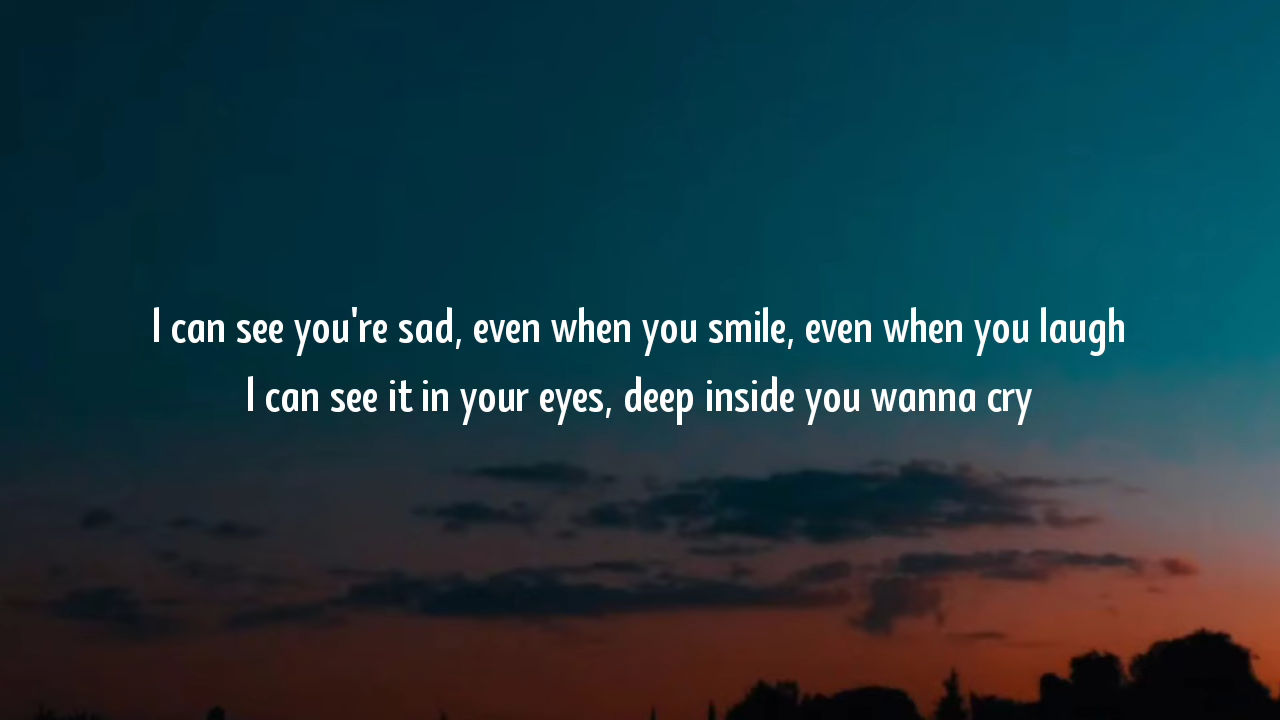 I can see you're sad, even when you smile, even when you laugh
I can see it in your eyes, deep inside you wanna cry